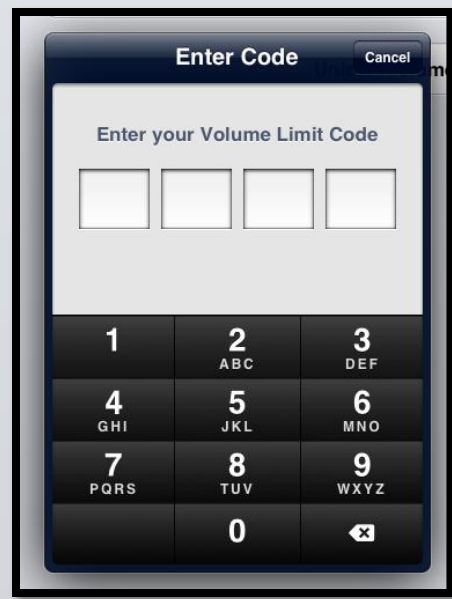 Enter Code
Cancel
Enter your Volume Limit Code
1
2
ABC
3
DEF
4
GHI
5
JKL
6
MNO
7
PQRS
8
TUV
9
WXYZ
0